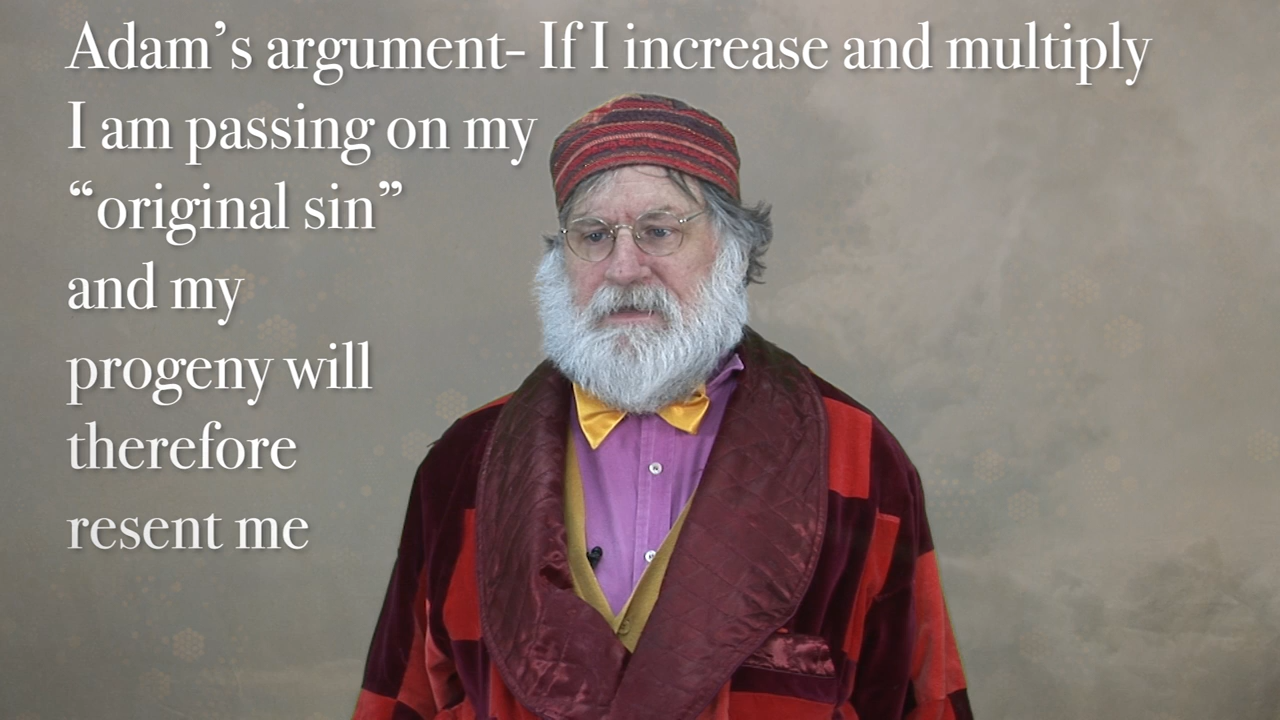 Adam’s argument- If I increase and multiply
I am passing on my
“original sin”
and my
progeny will
therefore
resent me